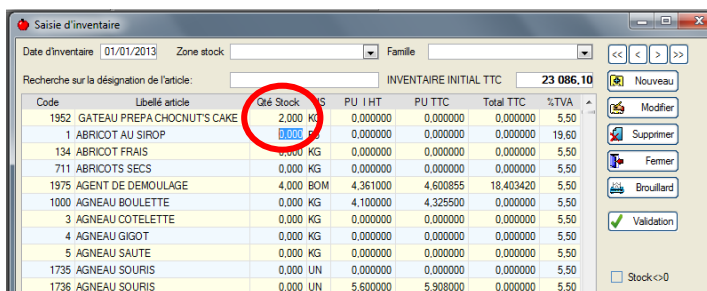 Saisie d'inventaire
Date d'inventaire 01/01/2013 Zone stock Famille
<< < > >>
Recherche sur la désignation de l'article: INVENTAIRE INITIAL TTC 23 086,10
Nouveau
Modifier
Supprimer
Fermer
Brouillard
Validation
Stock<>0
Code Libellé article Qté Stock PU HT PU TTC Total TTC %TVA
1952 GATEAU PREPA CHOCNUT'S CAKE 2,000 KG 0,000000 0,000000 0,000000 5,50
1 ABRICOT AU SIROP 0,000 0,000000 0,000000 0,000000 19,60
134 ABRICOT FRAIS 0,000 KG 0,000000 0,000000 0,000000 5,50
711 ABRICOTS SECS 0,000 KG 0,000000 0,000000 0,000000 5,50
1975 AGENT DE DEMOULAGE 4,000 BOM 4,361000 4,600855 18,403420 5,50
1000 AGNEAU BOULETTE 0,000 KG 4,100000 4,325500 0,000000 5,50
3 AGNEAU COTELETTE 0,000 KG 0,000000 0,000000 0,000000 5,50
4 AGNEAU GIGOT 0,000 KG 0,000000 0,000000 0,000000 5,50
5 AGNEAU SAUTE 0,000 KG 0,000000 0,000000 0,000000 5,50
1735 AGNEAU SOURIS 0,000 UN 0,000000 0,000000 0,000000 5,50
1736 AGNEAU SOURIS 0,000 UN 5,600000 5,908000 0,000000 5,50